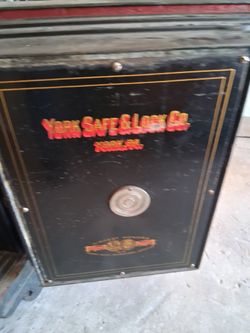 YORK SAFE & LOCK CO.
YORK, PA.